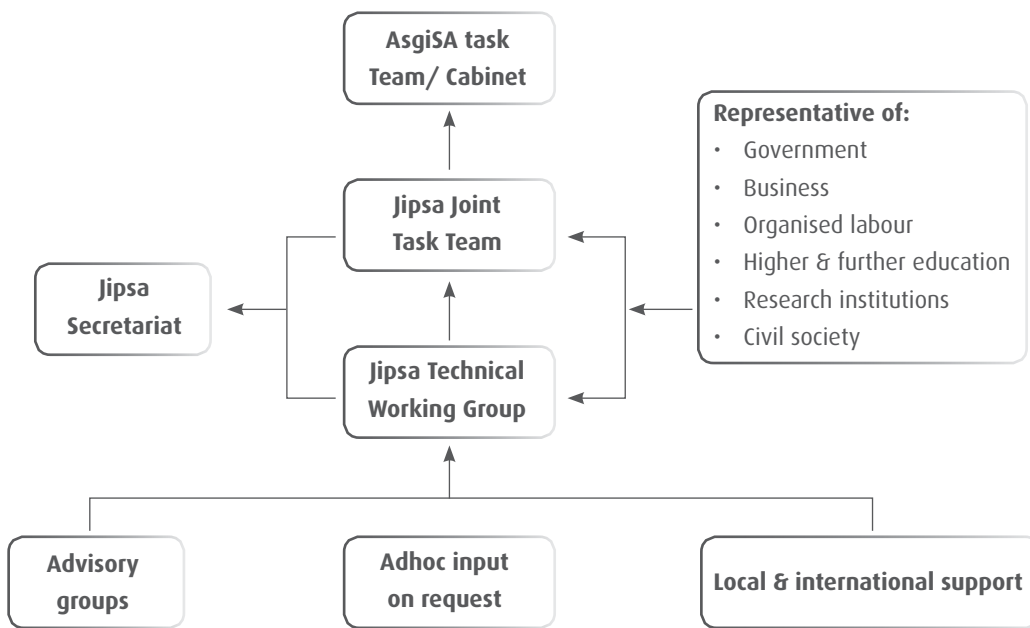 AsgiSA task
Team/ Cabinet
Representative of:
• Government
• Business
• Organised labour
• Higher & further education
• Research institutions
• Civil society
Jipsa Joint
Task Team
Jipsa
Secretariat
Jipsa Technical
Working Group
Advisory
groups
Adhoc input
on request
Local & international support